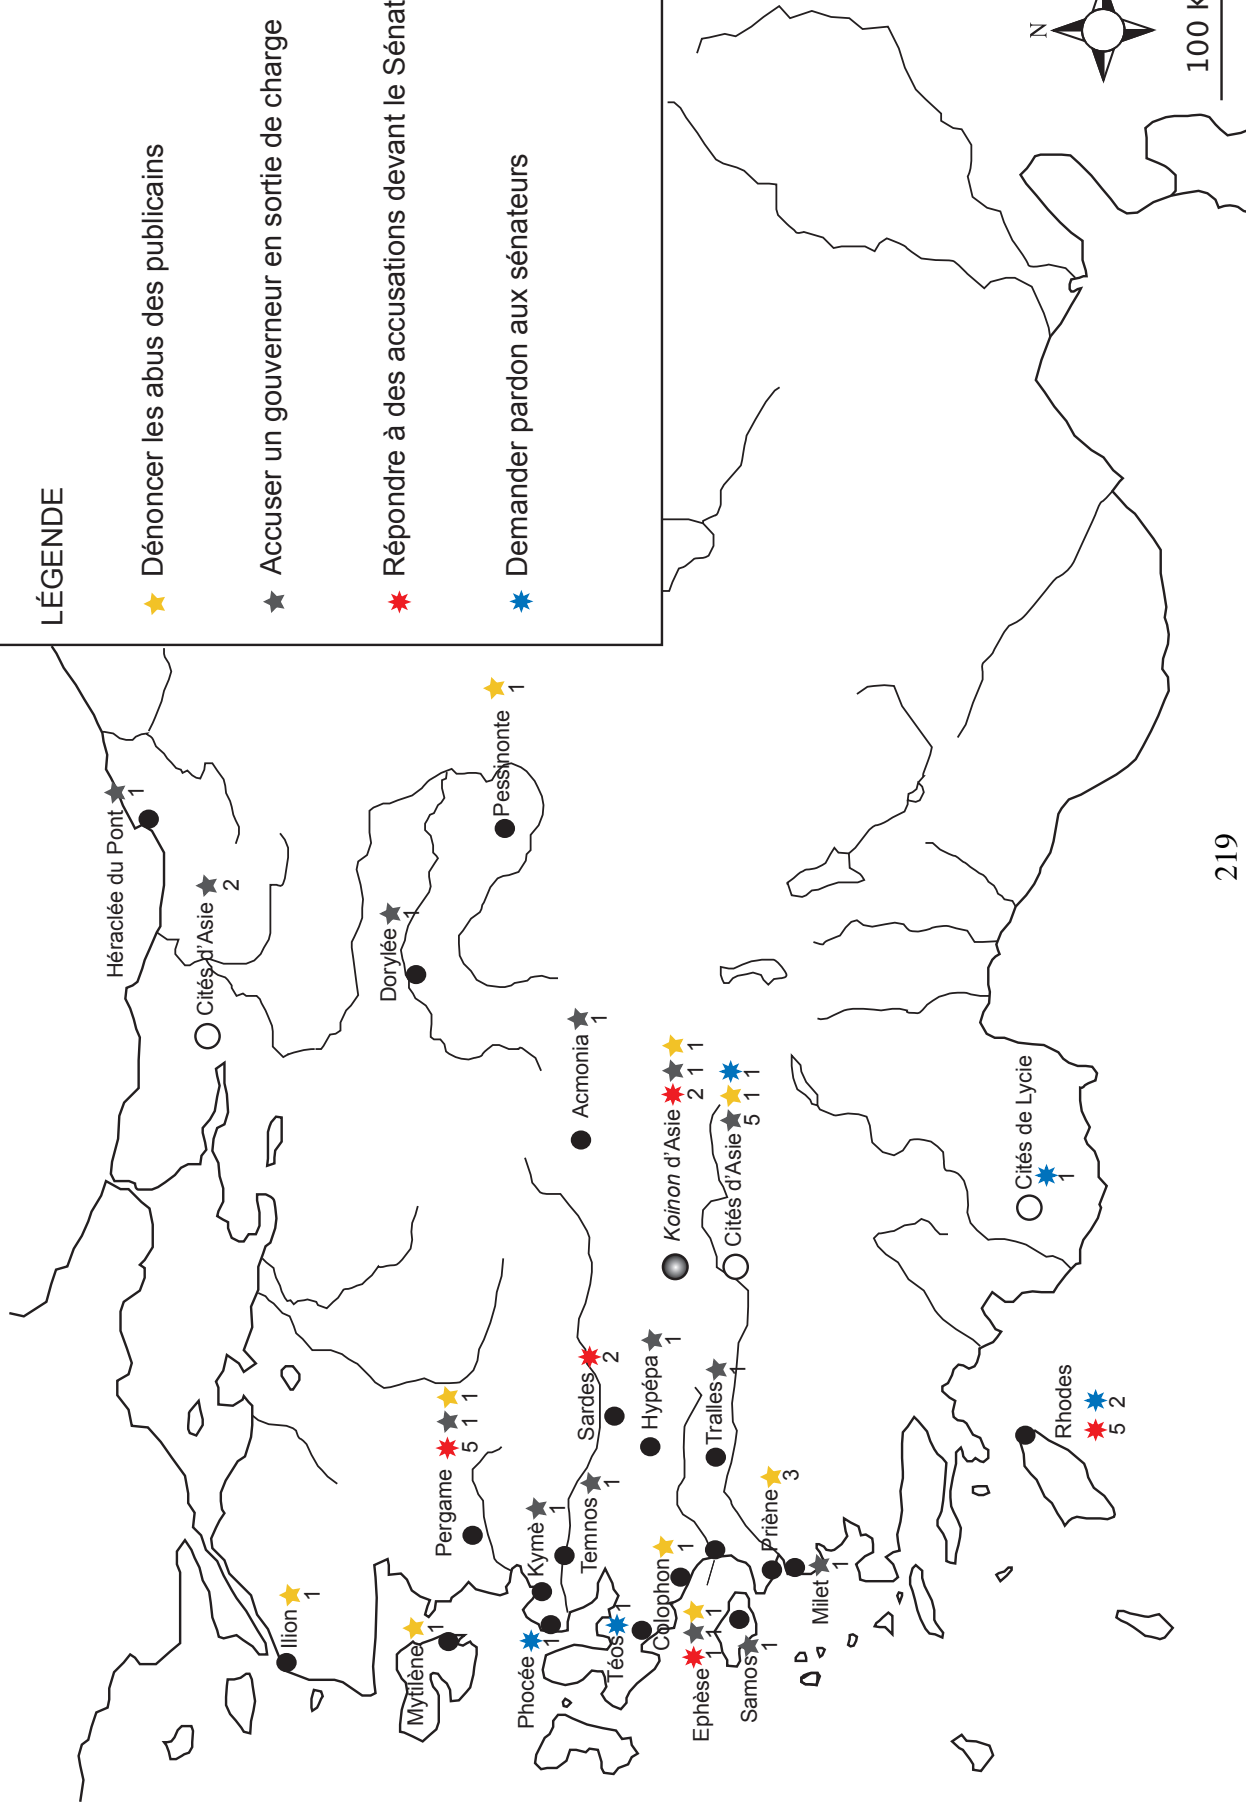 LÉGENDE
Dénoncer les abus des publicains
Accuser un gouverneur en sortie de charge
Répondre à des accusations devant le Sénat
Demander pardon aux sénateurs
N
100 k
Héraclée du Pont
1
Cités d'Asie
2
Dorylée
1
Pessinonte
1
Acmonia
1
Koinon d'Asie
2 1 1
Cités d'Asie
5 1 1
Cités de Lycie
1
Ilion
1
Mytilène
1
Pergame
5 1 1
Kymè
1
Phocée
1
Temnos
1
Sardes
2
Hypépa
1
Téos
1
Colophon
1
Tralles
1
Ephèse
1 1 1
Priène
3
Samos
1
Milet
1
Rhodes
5 2
219